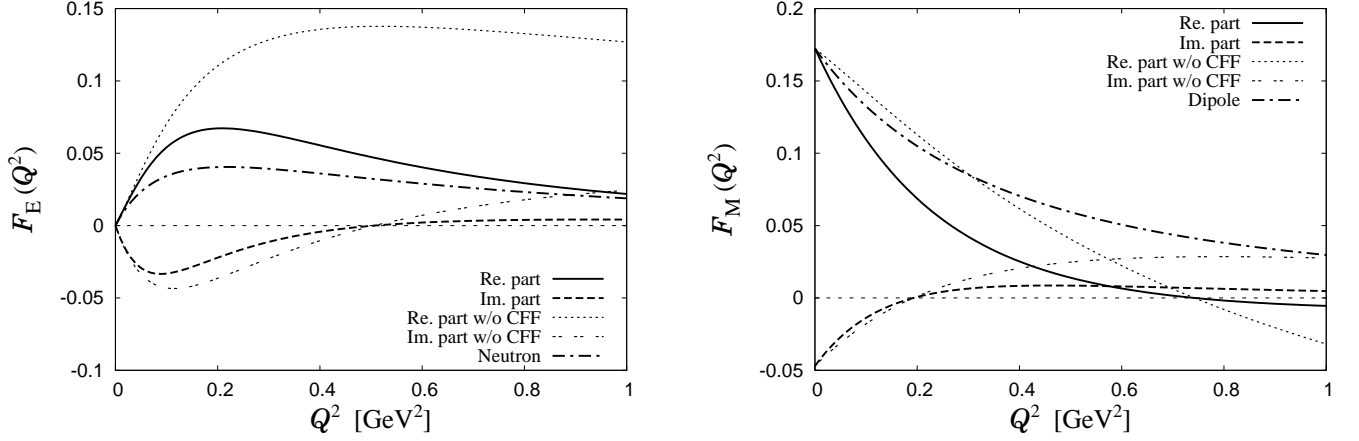 F_E (Q^2)
0.15
0.1
0.05
0
-0.05
-0.1
Re. part
Im. part
Re. part w/o CFF
Im. part w/o CFF
Neutron
0 0.2 0.4 0.6 0.8 1
Q^2 [GeV^2]
F_M (Q^2)
0.2
0.15
0.1
0.05
0
-0.05
Re. part
Im. part
Re. part w/o CFF
Im. part w/o CFF
Dipole
0 0.2 0.4 0.6 0.8 1
Q^2 [GeV^2]